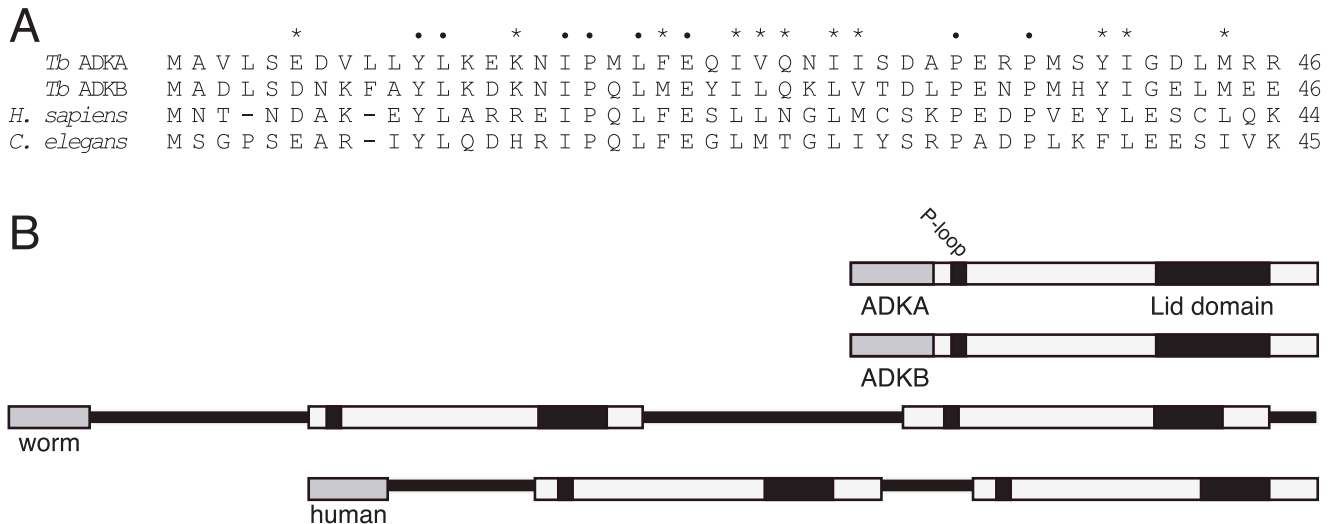 A
* • • * • • • * • * * * * * • • * * *
Tb ADKA M A V L S E D V L L Y L K E K N I P M L F E Q I V Q N I I S D A P E R P M S Y I G D L M R R 46
Tb ADKB M A D L S D N K F A Y L K D K N I P Q L M E Y I L Q K L V T D L P E N P M H Y I G E L M E E 46
H. sapiens M N T - N D A K - E Y L A R R E I P Q L F E S L L N G L M C S K P E D P V E Y L E S C L Q K 44
C. elegans M S G P S E A R - I Y L Q D H R I P Q L F E G L M T G L I Y S R P A D P L K F L E E S I V K 45
B
P-loop
ADKA Lid domain
ADKB
worm
human